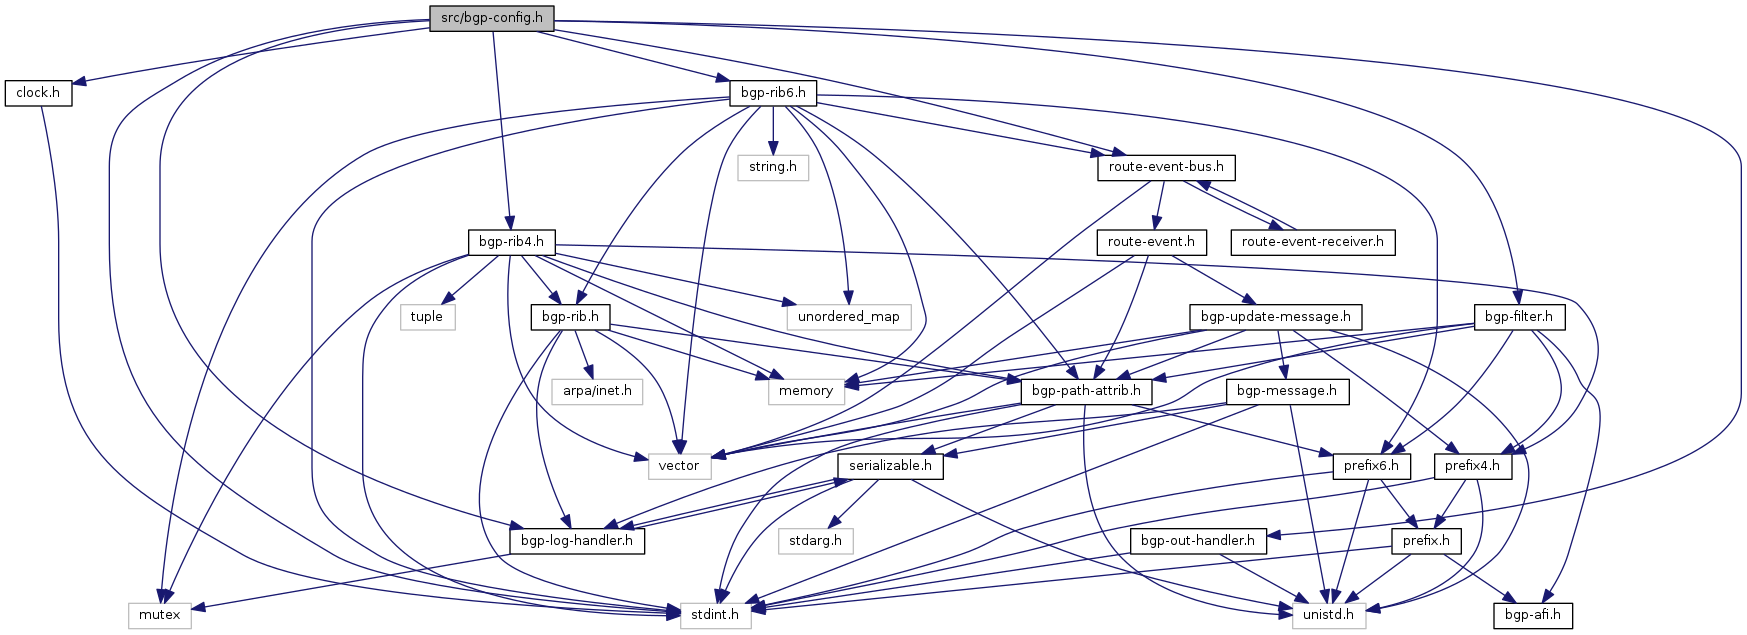 src/bgp-config.h
clock.h
bgp-rib6.h
string.h
route-event-bus.h
bgp-rib4.h
route-event.h
route-event-receiver.h
tuple
bgp-rib.h
unordered_map
bgp-update-message.h
bgp-filter.h
arpa/inet.h
memory
bgp-path-attrib.h
bgp-message.h
vector
serializable.h
prefix6.h
prefix4.h
bgp-log-handler.h
stdarg.h
bgp-out-handler.h
prefix.h
mutex
stdint.h
unistd.h
bgp-afi.h